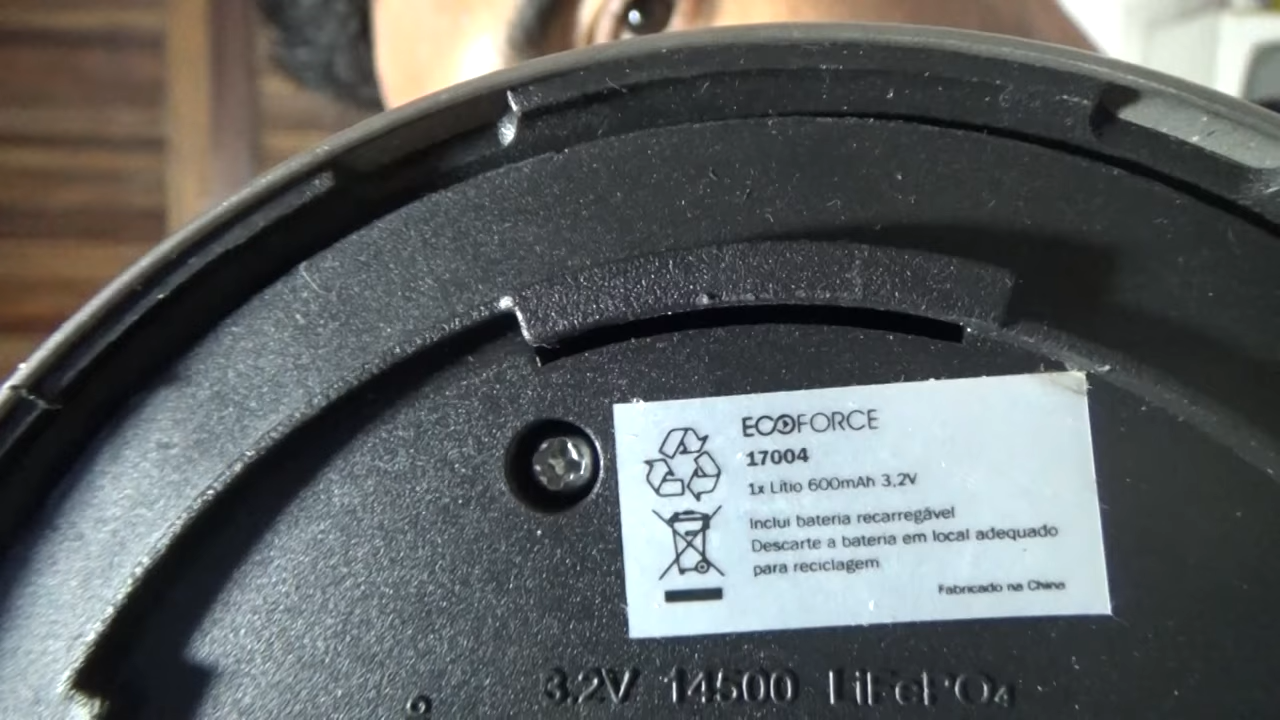 ECOFORCE
17004
1x Lítio 600mAh 3,2V
Inclui bateria recarregável
Descarte a bateria em local adequado
para reciclagem
Fabricado na China
3.2V 14500 LiFePO4